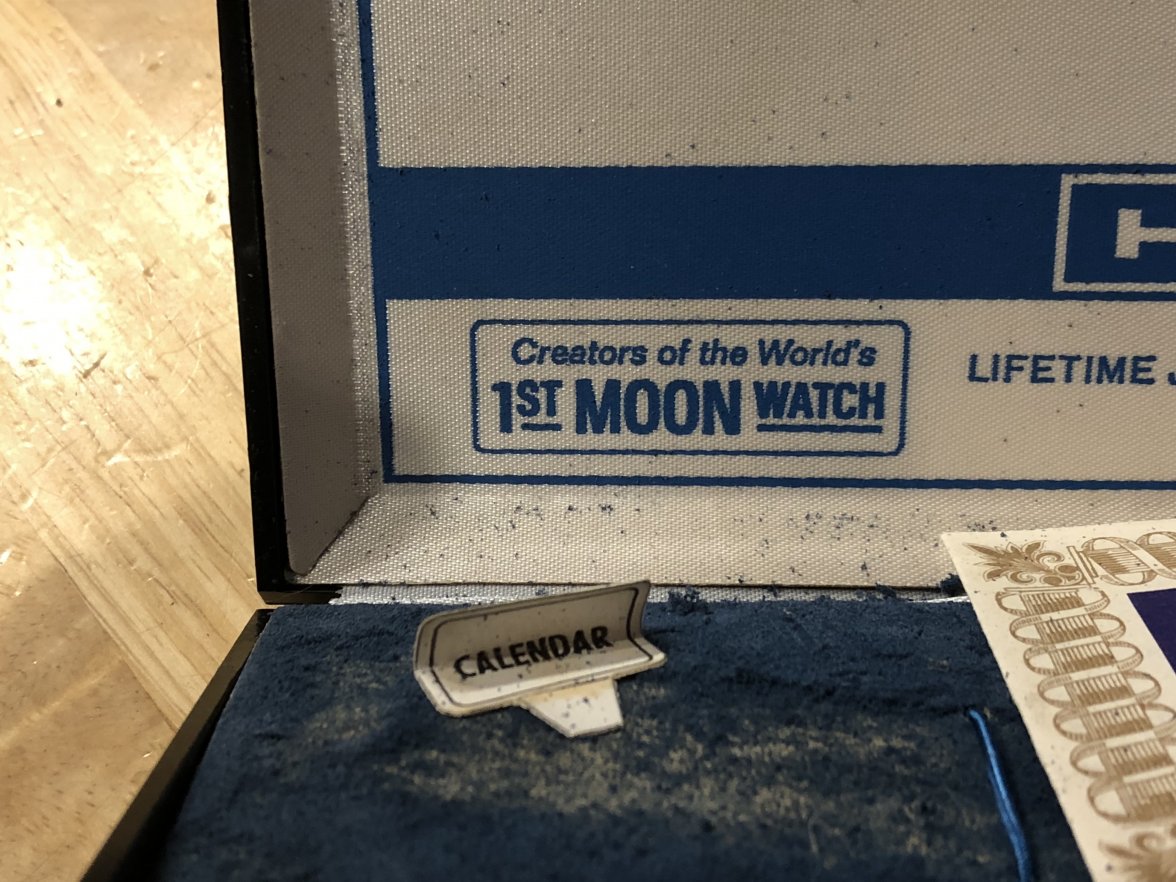 H
Creators of the World's
1ST MOON WATCH
LIFETIME
CALENDAR